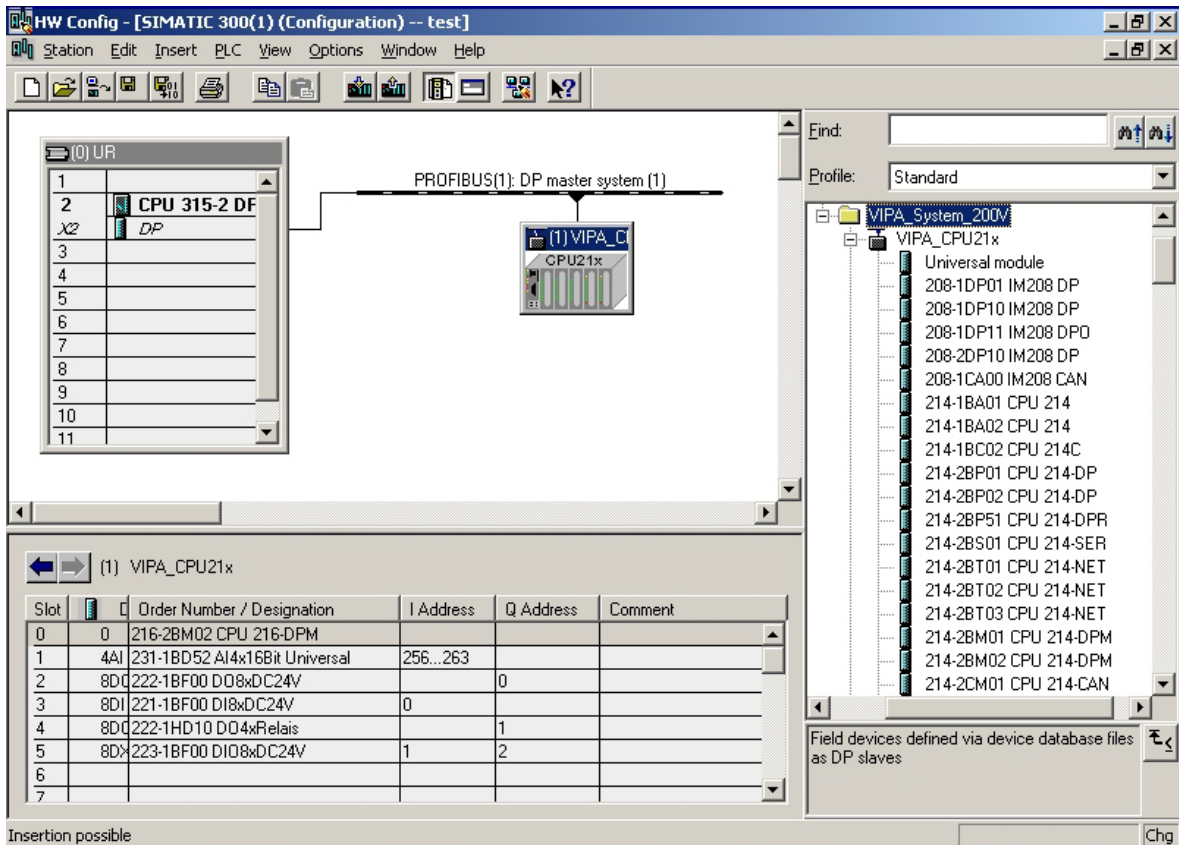 HW Config - [SIMATIC 300(1) (Configuration) -- test]
Station Edit Insert PLC View Options Window Help
(0) UR
1
2 CPU 315-2 DP
X2 DP
3
4
5
6
7
8
9
10
11
PROFIBUS(1): DP master system (1)
(1) VIPA_C
CPU21x
Find:
Profile: Standard
VIPA_System_200V
VIPA_CPU21x
Universal module
208-1DP01 IM208 DP
208-1DP10 IM208 DP
208-1DP11 IM208 DPO
208-2DP10 IM208 DP
208-1CA00 IM208 CAN
214-1BA01 CPU 214
214-1BA02 CPU 214
214-1BC02 CPU 214C
214-2BP01 CPU 214-DP
214-2BP02 CPU 214-DP
214-2BP51 CPU 214-DPR
214-2BS01 CPU 214-SER
214-2BT01 CPU 214-NET
214-2BT02 CPU 214-NET
214-2BT03 CPU 214-NET
214-2BM01 CPU 214-DPM
214-2BM02 CPU 214-DPM
214-2CM01 CPU 214-CAN
Field devices defined via device database files
as DP slaves
(1) VIPA_CPU21x
Slot Order Number / Designation I Address Q Address Comment
0 0 216-2BM02 CPU 216-DPM
1 4AI 231-1BD52 AI4x16Bit Universal 256...263
2 8DO 222-1BF00 DO8xDC24V 0
3 8DI 221-1BF00 DI8xDC24V 0
4 8DO 222-1HD10 DO4xRelais 1
5 8DX 223-1BF00 DIO8xDC24V 1 2
6
7
Insertion possible Chg